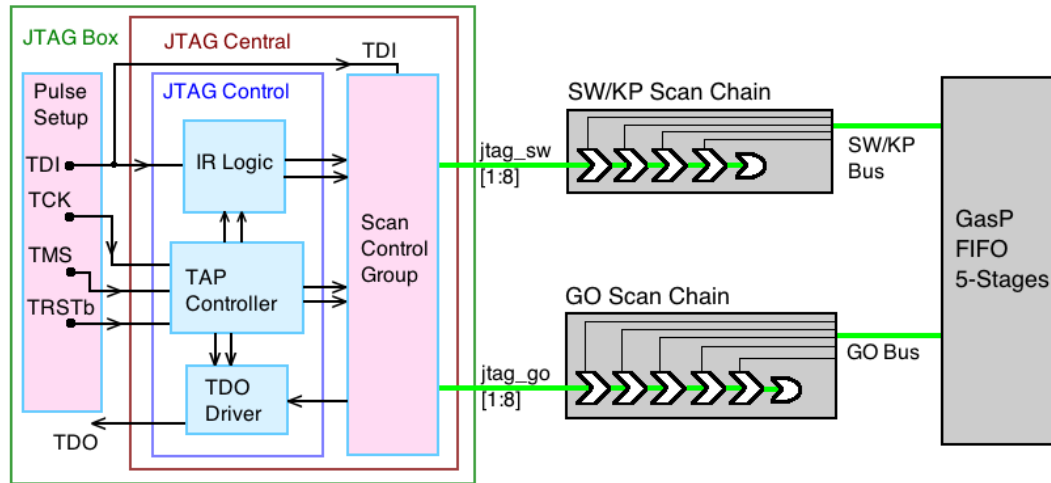 JTAG Box
JTAG Central
TDI
Pulse
Setup
JTAG Control
TDI
TCK
TMS
TRSTb
TDO
IR Logic
TAP
Controller
TDO
Driver
Scan
Control
Group
jtag_sw
[1:8]
jtag_go
[1:8]
SW/KP Scan Chain
SW/KP
Bus
GO Scan Chain
GO Bus
GasP
FIFO
5-Stages